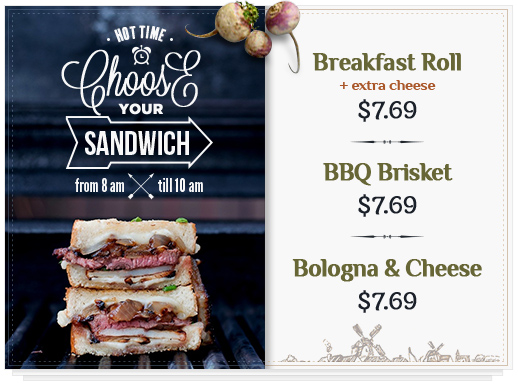 HOT TIME
ChoosE
YOUR
SANDWICH
from 8 am till 10 am
Breakfast Roll
+ extra cheese
$7.69
BBQ Brisket
$7.69
Bologna & Cheese
$7.69